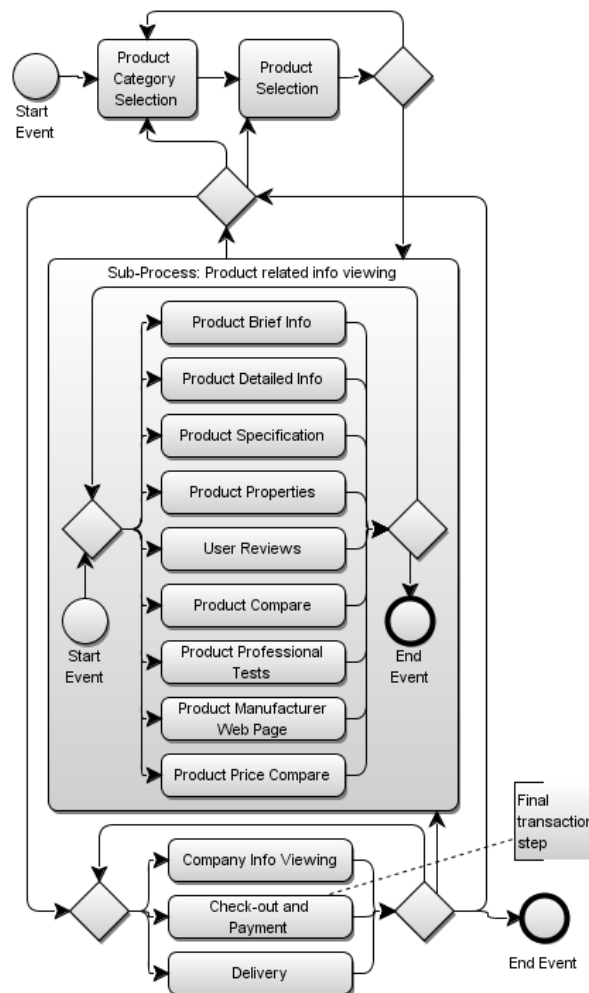 Product
Category
Selection
Product
Selection
Start
Event
Sub-Process: Product related info viewing
Product Brief Info
Product Detailed Info
Product Specification
Product Properties
User Reviews
Product Compare
Start
Event
End
Event
Product Professional
Tests
Product Manufacturer
Web Page
Product Price Compare
Final
transaction
step
Company Info Viewing
Check-out and
Payment
Delivery
End Event